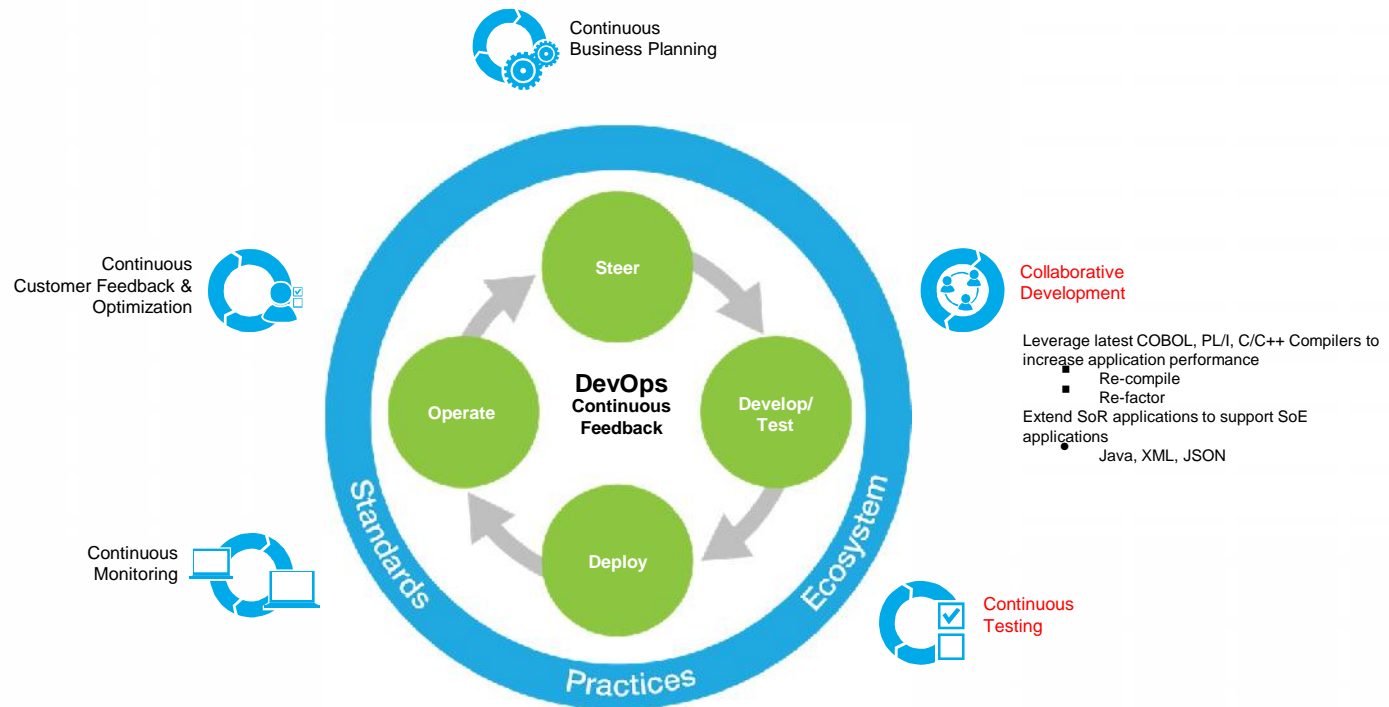 Continuous
Business Planning
Continuous
Customer Feedback &
Optimization
Steer
Collaborative
Development
Leverage latest COBOL, PL/I, C/C++ Compilers to
increase application performance
■ Re-compile
■ Re-factor
Extend SoR applications to support SoE
applications
● Java, XML, JSON
Operate
DevOps
Continuous
Feedback
Develop/
Test
Deploy
Continuous
Monitoring
Continuous
Testing
Standards
Practices
Ecosystem